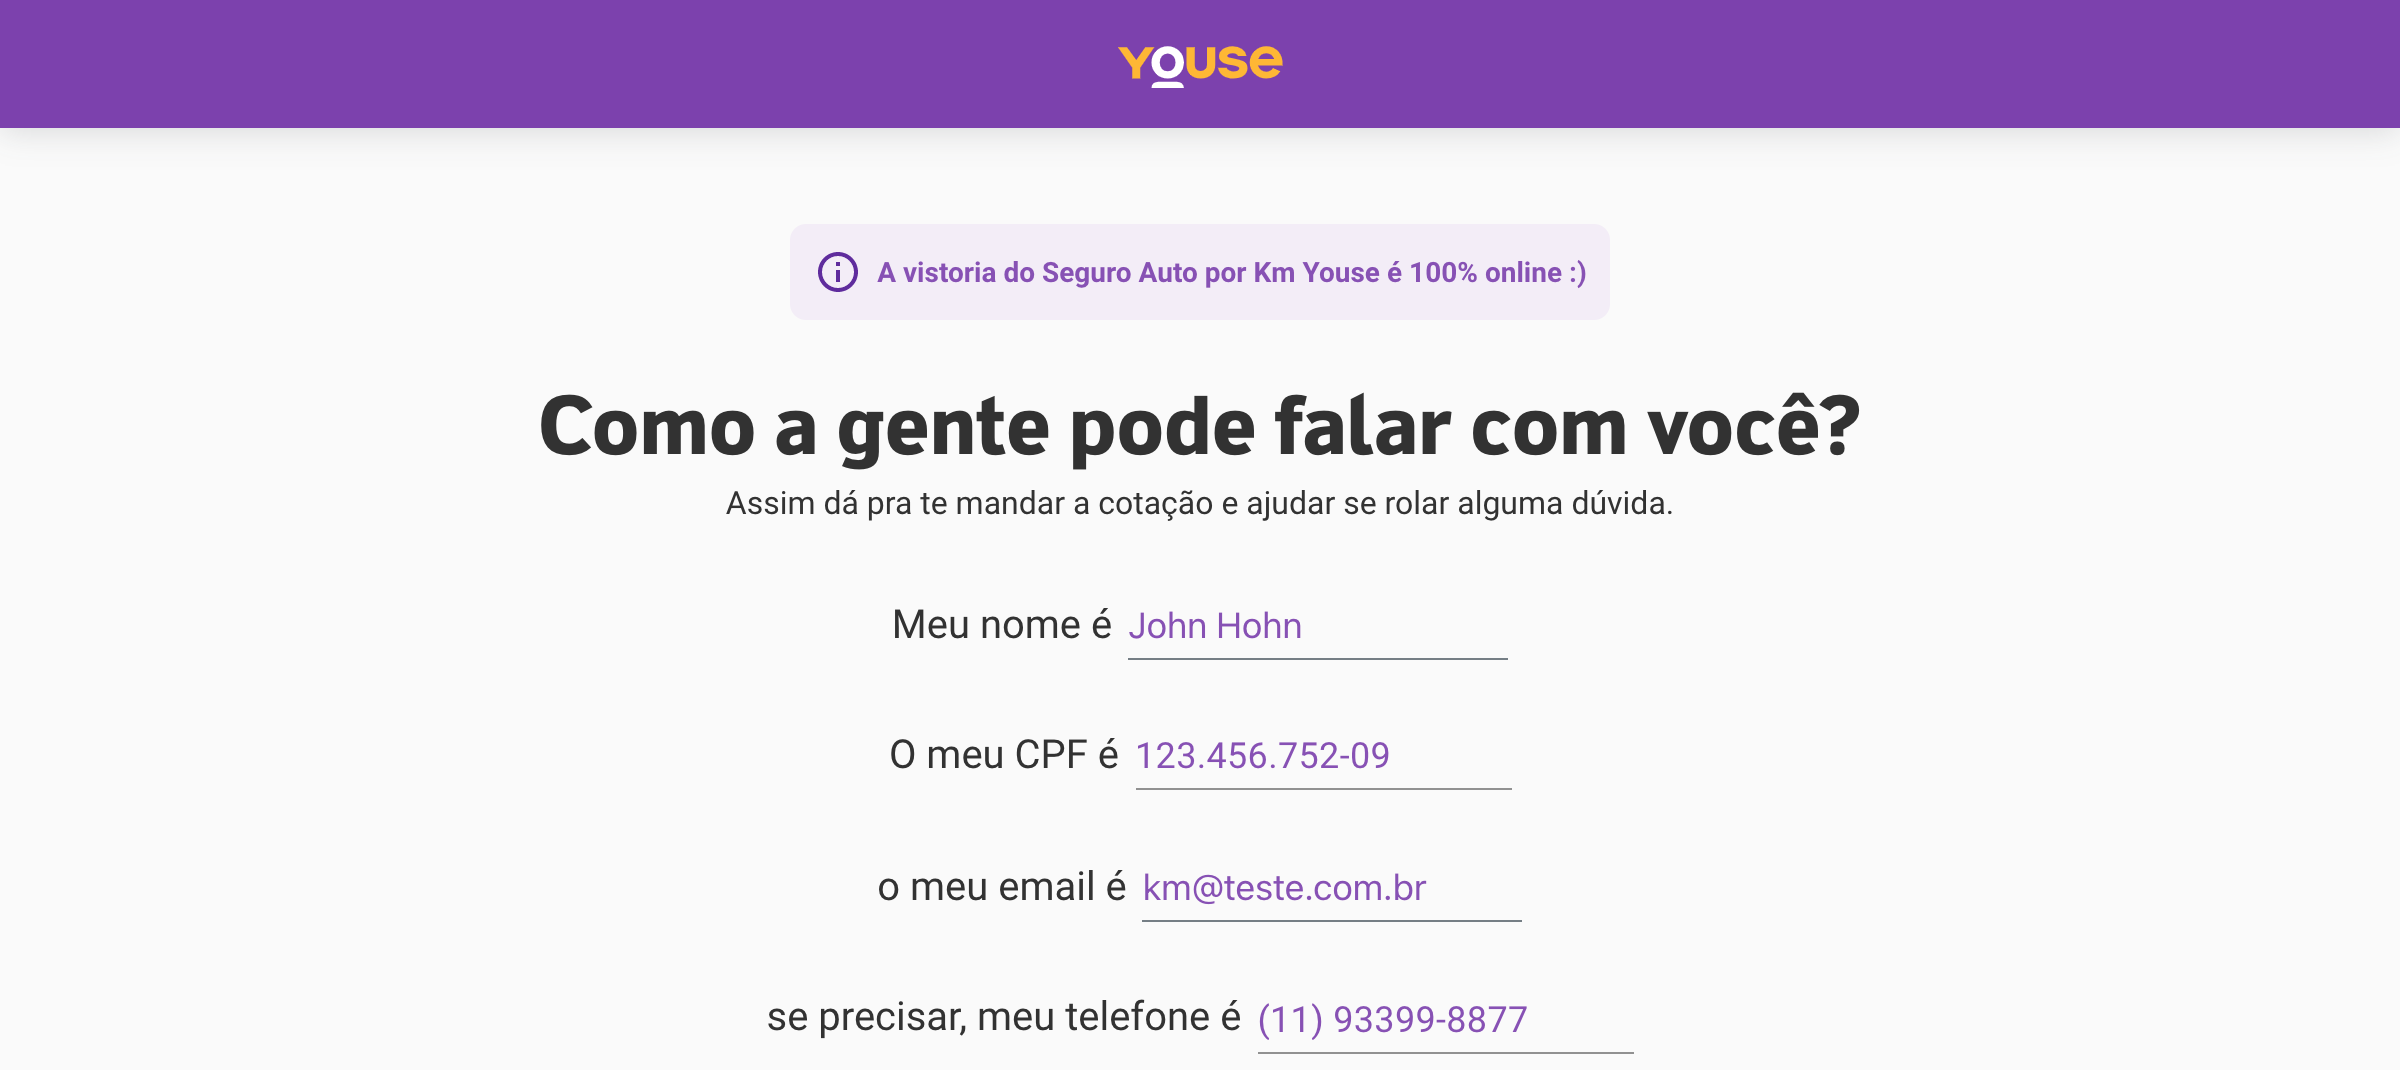 Youse
A vistoria do Seguro Auto por Km Youse é 100% online :)
Como a gente pode falar com você?
Assim dá pra te mandar a cotação e ajudar se rolar alguma dúvida.
Meu nome é John Hohn
O meu CPF é 123.456.752-09
o meu email é km@teste.com.br
se precisar, meu telefone é (11) 93399-8877